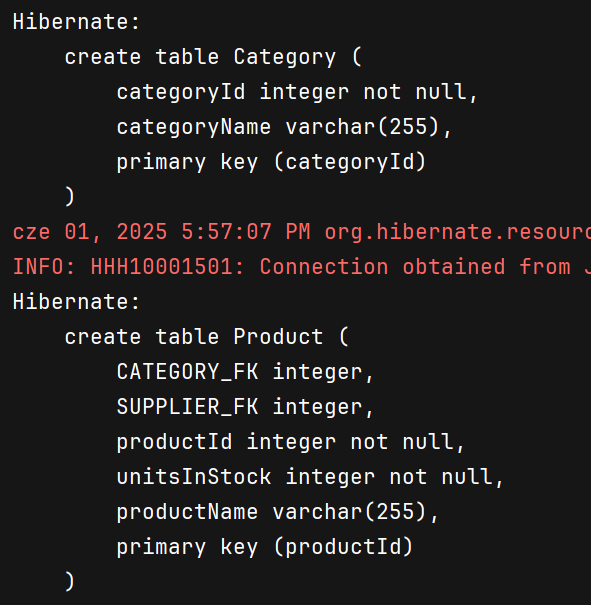 Hibernate:
    create table Category (
        categoryId integer not null,
        categoryName varchar(255),
        primary key (categoryId)
    )
cze 01, 2025 5:57:07 PM org.hibernate.resourc
INFO: HHH10001501: Connection obtained from J
Hibernate:
    create table Product (
        CATEGORY_FK integer,
        SUPPLIER_FK integer,
        productId integer not null,
        unitsInStock integer not null,
        productName varchar(255),
        primary key (productId)
    )